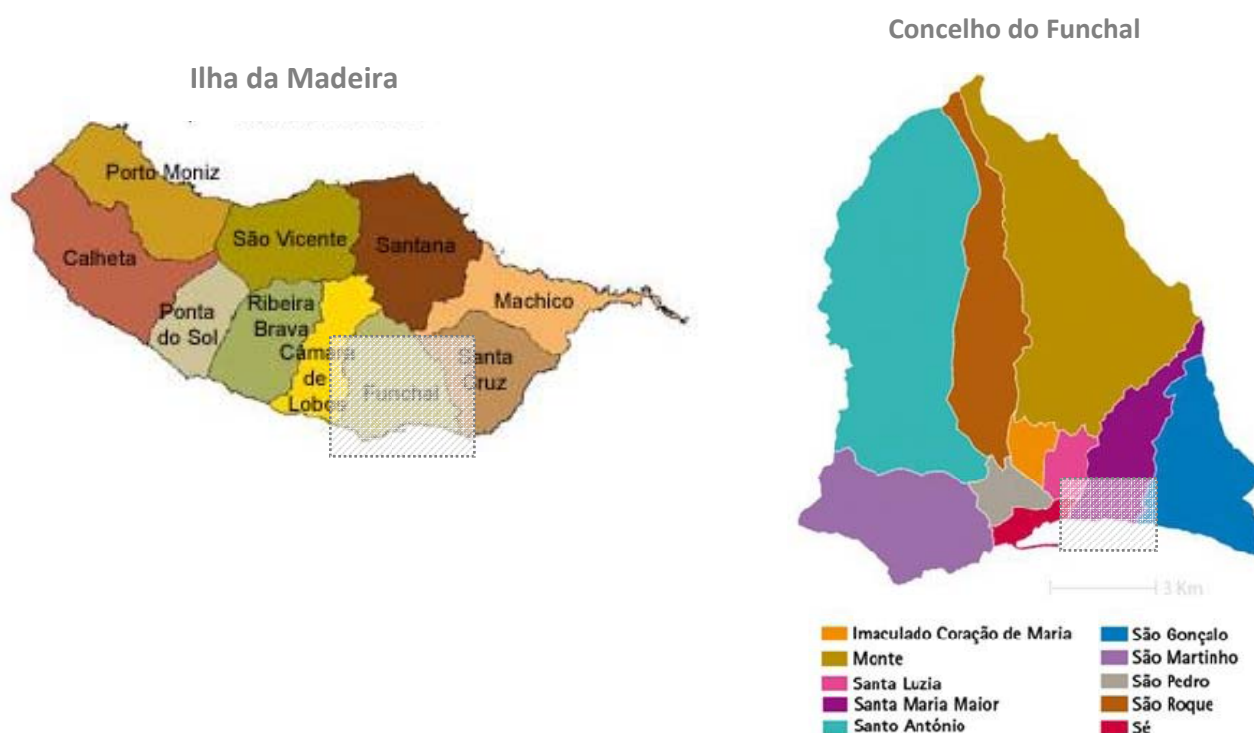 Concelho do Funchal
Ilha da Madeira
Porto Moniz
São Vicente
Santana
Calheta
Ribeira
Brava
Machico
Ponta
do Sol
Câmara
de
Lobos
Santa
Cruz
Funchal
3 Km
Imaculado Coração de Maria
Monte
Santa Luzia
Santa Maria Maior
Santo António
São Gonçalo
São Martinho
São Pedro
São Roque
Sé